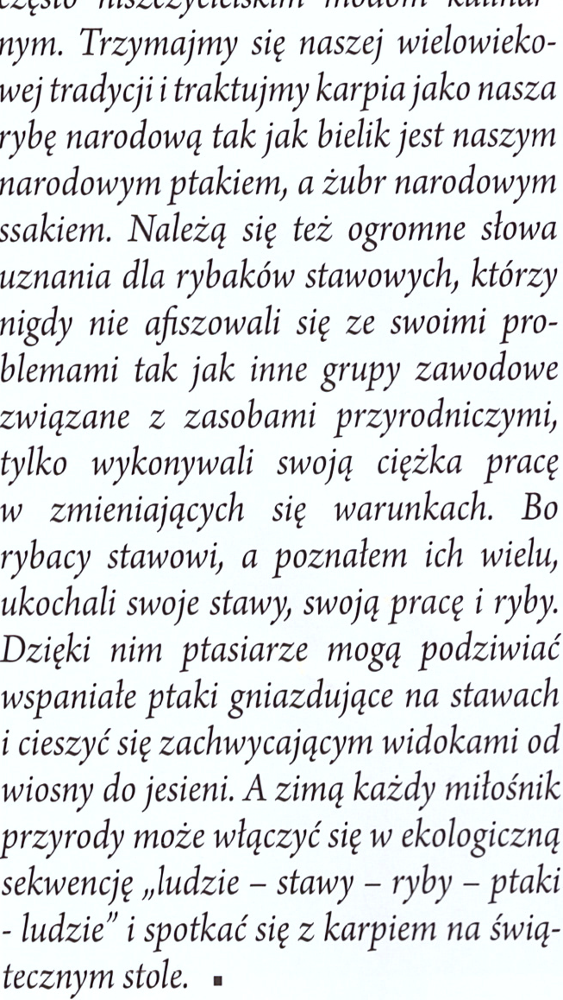 często niszczycielskim modom kulinar-
nym. Trzymajmy się naszej wielowieko-
wej tradycji i traktujmy karpia jako nasza
rybę narodową tak jak bielik jest naszym
narodowym ptakiem, a żubr narodowym
ssakiem. Należą się też ogromne słowa
uznania dla rybaków stawowych, którzy
nigdy nie afiszowali się ze swoimi pro-
blemami tak jak inne grupy zawodowe
związane z zasobami przyrodniczymi,
tylko wykonywali swoją ciężka pracę
w zmieniających się warunkach. Bo
rybacy stawowi, a poznałem ich wielu,
ukochali swoje stawy, swoją pracę i ryby.
Dzięki nim ptasiarze mogą podziwiać
wspaniałe ptaki gniazdujące na stawach
i cieszyć się zachwycającym widokami od
wiosny do jesieni. A zimą każdy miłośnik
przyrody może włączyć się w ekologiczną
sekwencję „ludzie – stawy – ryby – ptaki
- ludzie” i spotkać się z karpiem na świą-
tecznym stole. ▪